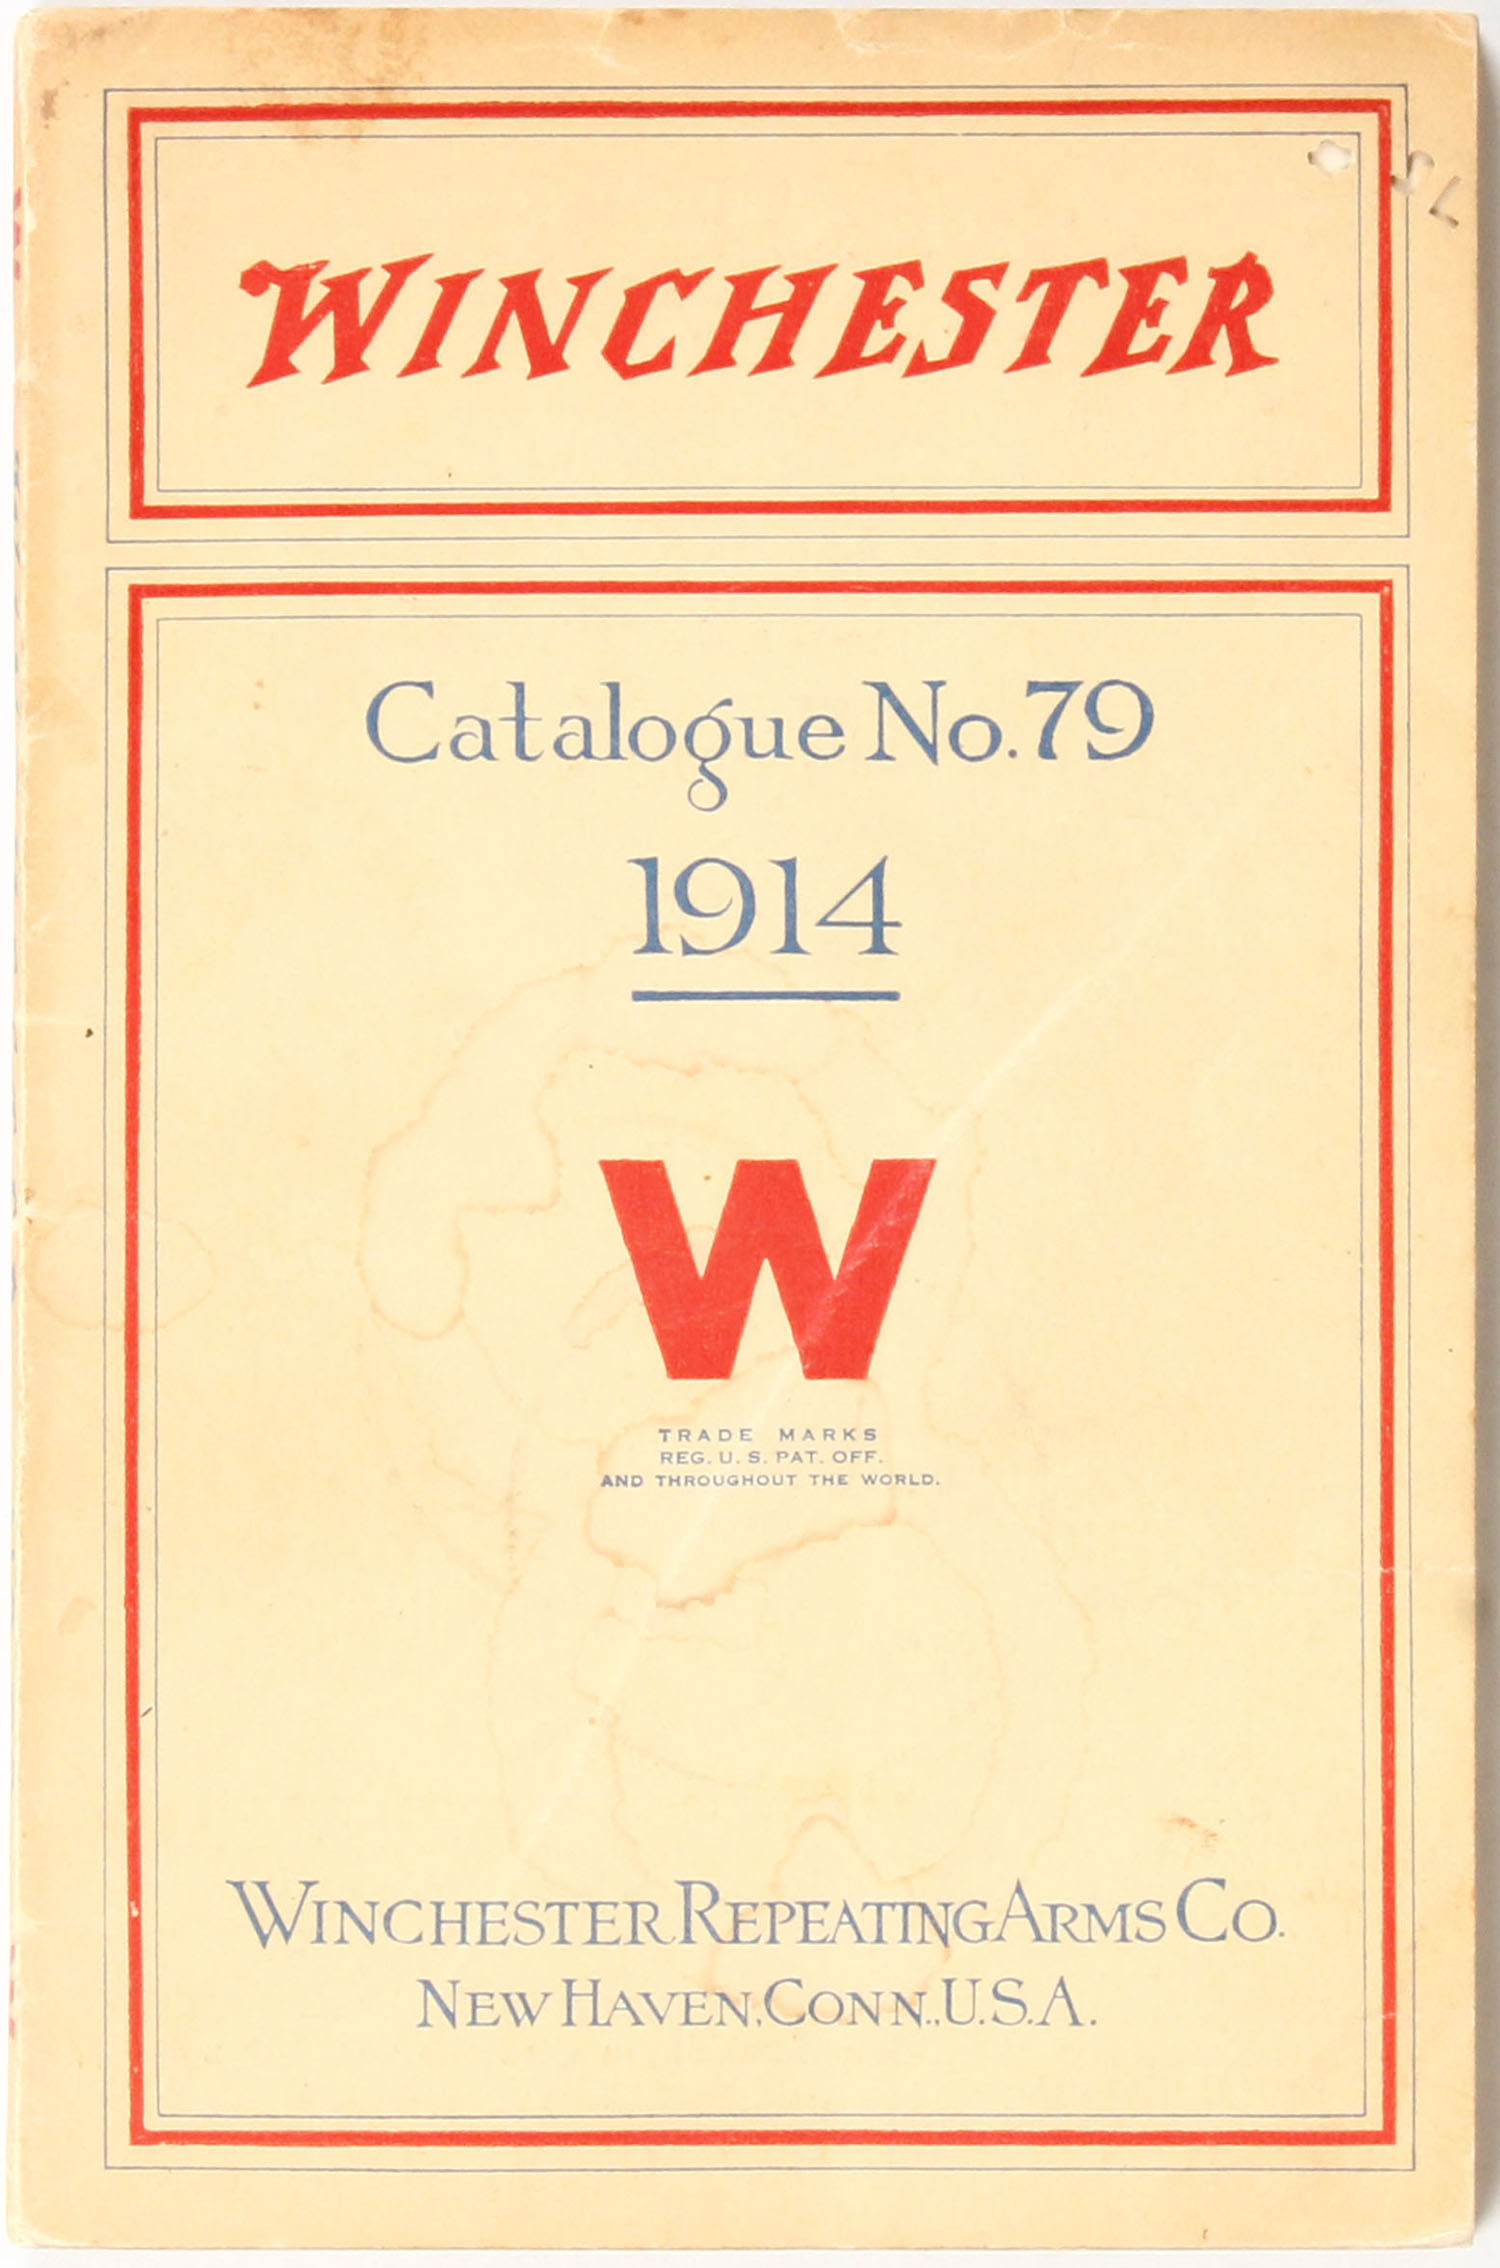 WINCHESTER
Catalogue No. 79
1914
W
TRADE MARKS
REG. U. S. PAT. OFF.
AND THROUGHOUT THE WORLD.
WINCHESTER REPEATING ARMS CO.
NEW HAVEN, CONN., U.S.A.